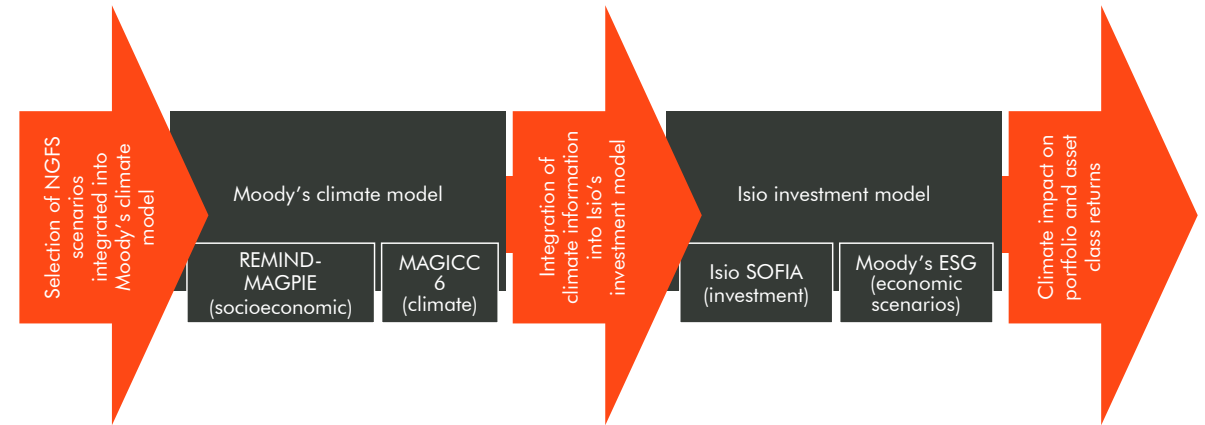 Selection of NGFS
scenarios
integrated into
Moody’s climate
model
Moody’s climate model
REMIND-
MAGPIE
(socioeconomic)
MAGICC
6
(climate)
Integration of
climate information
into Isio’s
investment model
Isio investment model
Isio SOFIA
(investment)
Moody’s ESG
(economic
scenarios)
Climate impact on
portfolio and asset
class returns